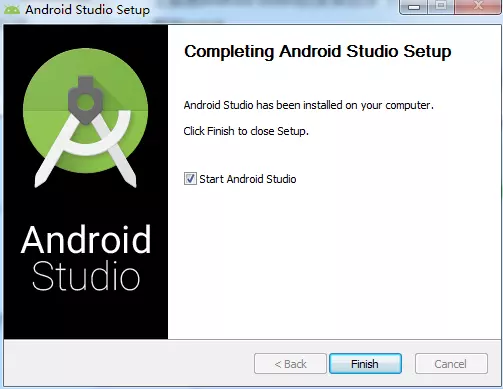 Android Studio Setup
Completing Android Studio Setup
Android Studio has been installed on your computer.
Click Finish to close Setup.
Start Android Studio
Android
Studio
< Back
Finish
Cancel